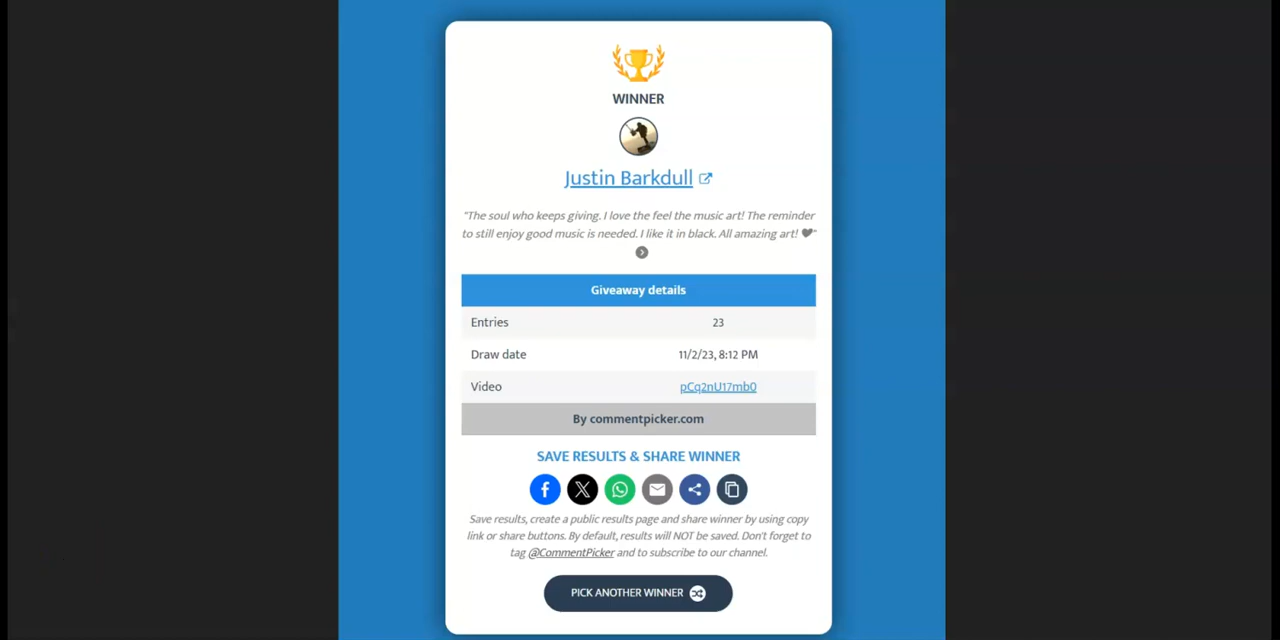 WINNER
Justin Barkdull
"The soul who keeps giving. I love the feel the music art! The reminder
to still enjoy good music is needed. I like it in black. All amazing art! 🖤"
Giveaway details
Entries 23
Draw date 11/2/23, 8:12 PM
Video pCq2nU17mb0
By commentpicker.com
SAVE RESULTS & SHARE WINNER
Save results, create a public results page and share winner by using copy
link or share buttons. By default, results will NOT be saved. Don't forget to
tag @CommentPicker and to subscribe to our channel.
PICK ANOTHER WINNER